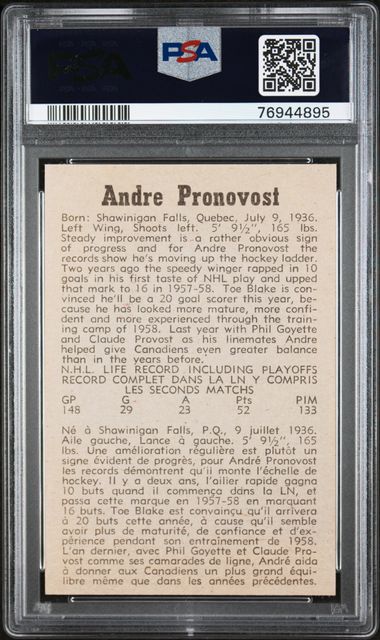 PSA
PSA
76944895
Andre Pronovost
Born: Shawinigan Falls, Quebec, July 9, 1936.
Left Wing, Shoots left. 5' 9½", 165 lbs.
Steady improvement is a rather obvious sign
of progress and for Andre Pronovost the
records show he's moving up the hockey ladder.
Two years ago the speedy winger rapped in 10
goals in his first taste of NHL play and upped
that mark to 16 in 1957-58. Toe Blake is con-
vinced he'll be a 20 goal scorer this year, be-
cause he has looked more mature, more confi-
dent and more experienced through the train-
ing camp of 1958. Last year with Phil Goyette
and Claude Provost as his linemates Andre
helped give Canadiens even greater balance
than in the years before.
N.H.L. LIFE RECORD INCLUDING PLAYOFFS
RECORD COMPLET DANS LA LN Y COMPRIS
LES SECONDS MATCHS
GP G A Pts PIM
148 29 23 52 133
Né à Shawinigan Falls, P.Q., 9 juillet 1936.
Aile gauche, Lance à gauche. 5' 9½", 165
lbs. Une amélioration régulière est plutôt un
signe évident de progrès, pour André Pronovost
les records démontrent qu'il monte l'échelle de
hockey. Il y a deux ans, l'ailier rapide gagna
10 buts quand il commença dans la LN, et
passa cette marque en 1957-58 en marquant
16 buts. Toe Blake est convainçu qu'il arrivera
à 20 buts cette année, à cause qu'il semble
avoir plus de maturité, de confiance et d'ex-
périence pendant son entraînement de 1958.
L'an dernier, avec Phil Goyette et Claude Pro-
vost comme ses camarades de ligne, André aida
à donner aux Canadiens un plus grand équi-
libre même que dans les années précédentes.